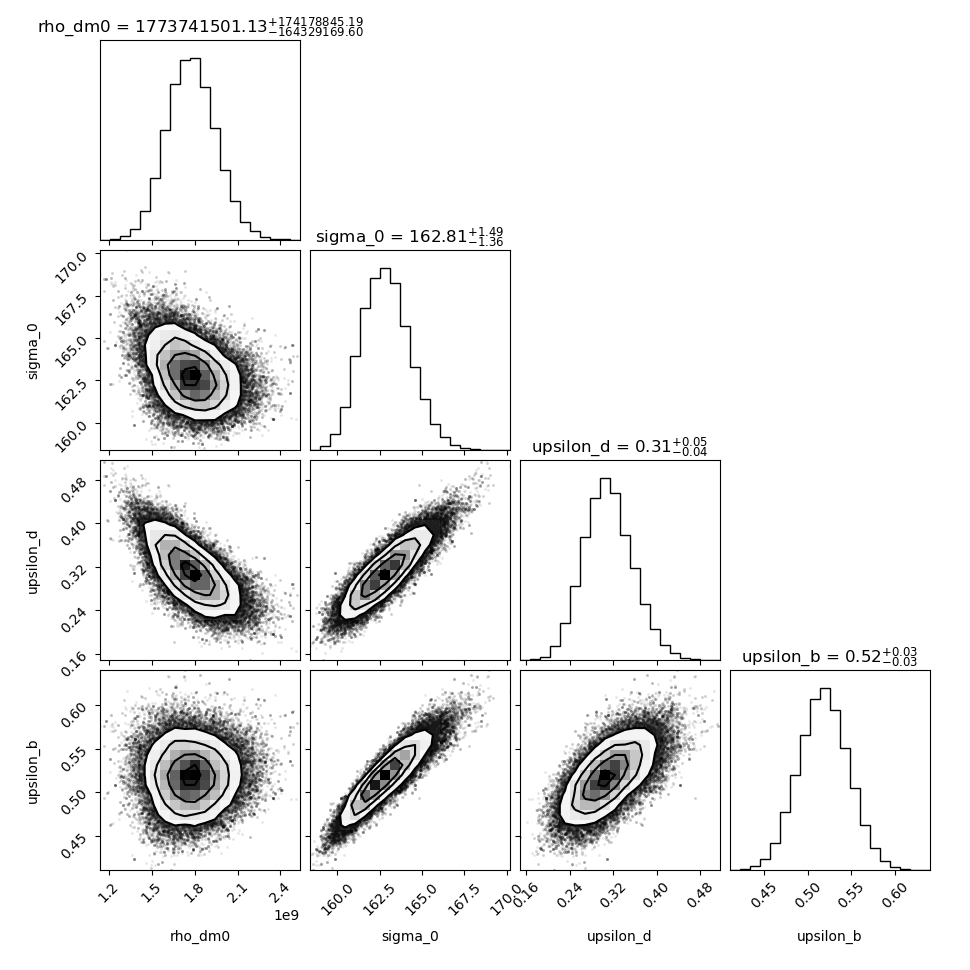 rho_dm0 = 1773741501.13+174178845.19−164329169.60
sigma_0 = 162.81+1.49−1.36
170.0
167.5
165.0
162.5
160.0
sigma_0
upsilon_d = 0.31+0.05−0.04
0.48
0.40
0.32
0.24
0.16
upsilon_d
upsilon_b = 0.52+0.03−0.03
0.60
0.55
0.50
0.45
upsilon_b
1.2 1.5 1.8 2.1 2.4
1e9
rho_dm0
160.0 162.5 165.0 167.5 170.0
sigma_0
0.16 0.24 0.32 0.40 0.48
upsilon_d
0.45 0.50 0.55 0.60
upsilon_b